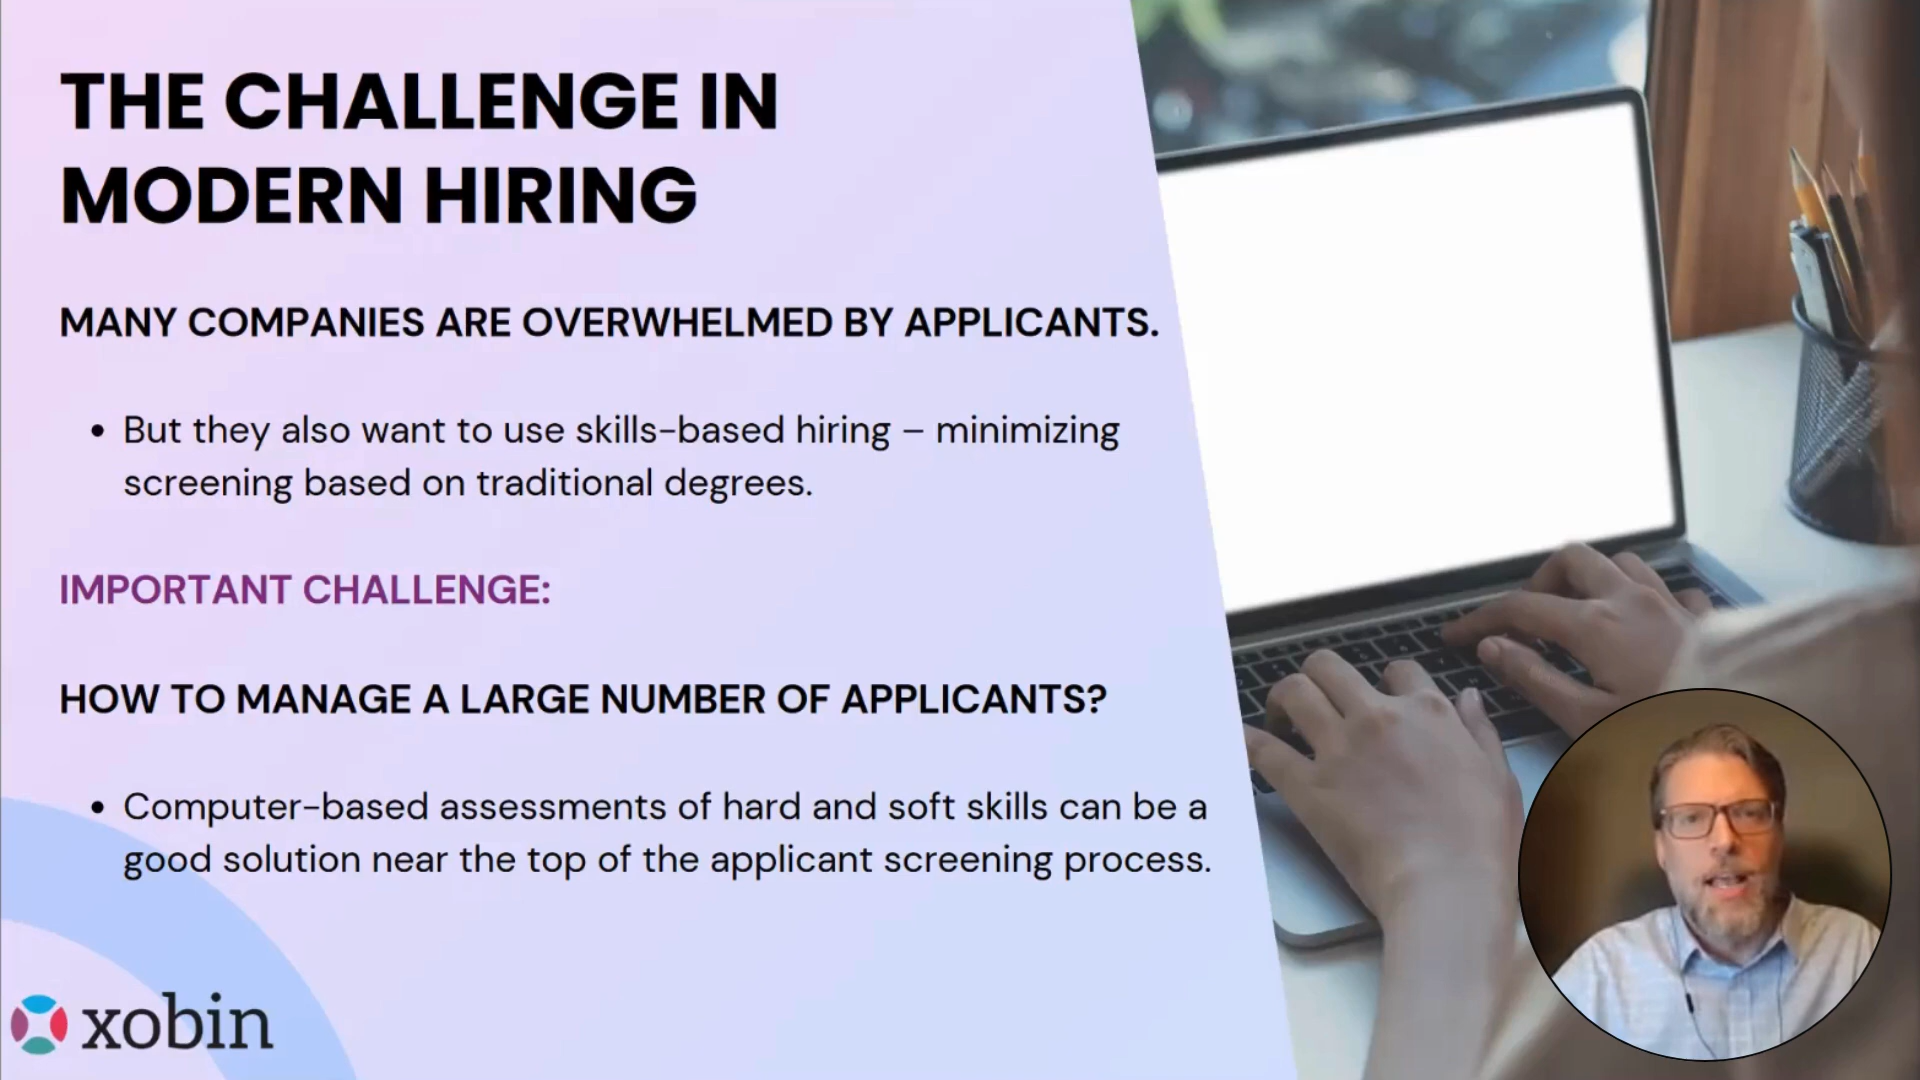 THE CHALLENGE IN
MODERN HIRING
MANY COMPANIES ARE OVERWHELMED BY APPLICANTS.
• But they also want to use skills-based hiring – minimizing
screening based on traditional degrees.
IMPORTANT CHALLENGE:
HOW TO MANAGE A LARGE NUMBER OF APPLICANTS?
• Computer-based assessments of hard and soft skills can be a
good solution near the top of the applicant screening process.
xobin